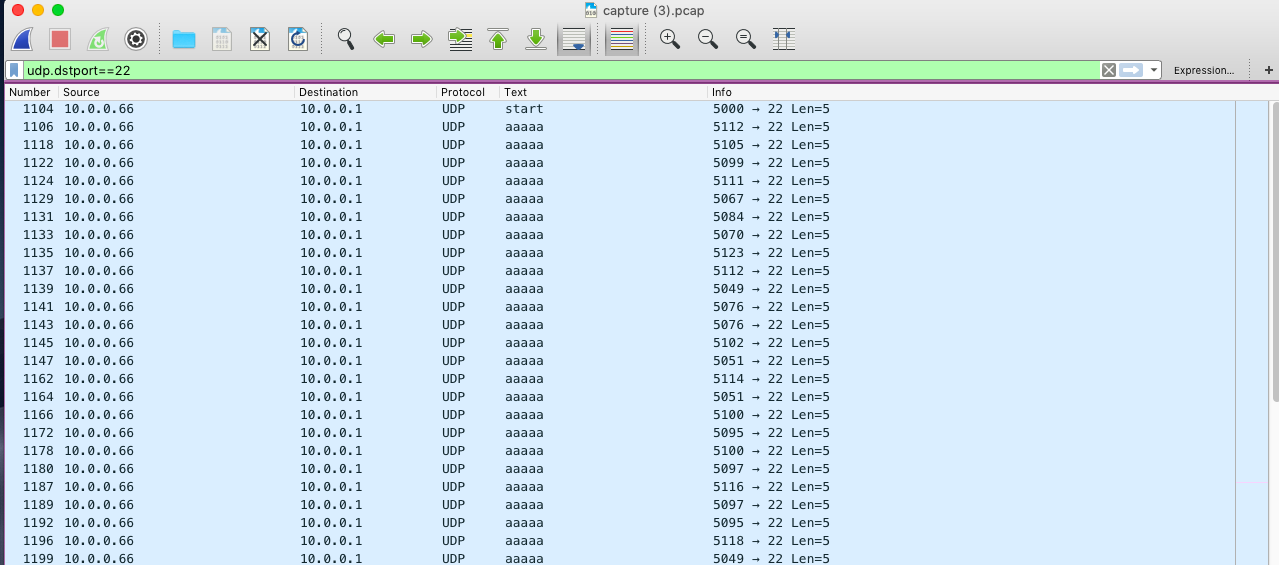 capture (3).pcap
udp.dstport==22 Expression... +
Number Source Destination Protocol Text Info
1104 10.0.0.66 10.0.0.1 UDP start 5000 → 22 Len=5
1106 10.0.0.66 10.0.0.1 UDP aaaaa 5112 → 22 Len=5
1118 10.0.0.66 10.0.0.1 UDP aaaaa 5105 → 22 Len=5
1122 10.0.0.66 10.0.0.1 UDP aaaaa 5099 → 22 Len=5
1124 10.0.0.66 10.0.0.1 UDP aaaaa 5111 → 22 Len=5
1129 10.0.0.66 10.0.0.1 UDP aaaaa 5067 → 22 Len=5
1131 10.0.0.66 10.0.0.1 UDP aaaaa 5084 → 22 Len=5
1133 10.0.0.66 10.0.0.1 UDP aaaaa 5070 → 22 Len=5
1135 10.0.0.66 10.0.0.1 UDP aaaaa 5123 → 22 Len=5
1137 10.0.0.66 10.0.0.1 UDP aaaaa 5112 → 22 Len=5
1139 10.0.0.66 10.0.0.1 UDP aaaaa 5049 → 22 Len=5
1141 10.0.0.66 10.0.0.1 UDP aaaaa 5076 → 22 Len=5
1143 10.0.0.66 10.0.0.1 UDP aaaaa 5076 → 22 Len=5
1145 10.0.0.66 10.0.0.1 UDP aaaaa 5102 → 22 Len=5
1147 10.0.0.66 10.0.0.1 UDP aaaaa 5051 → 22 Len=5
1162 10.0.0.66 10.0.0.1 UDP aaaaa 5114 → 22 Len=5
1164 10.0.0.66 10.0.0.1 UDP aaaaa 5051 → 22 Len=5
1166 10.0.0.66 10.0.0.1 UDP aaaaa 5100 → 22 Len=5
1172 10.0.0.66 10.0.0.1 UDP aaaaa 5095 → 22 Len=5
1178 10.0.0.66 10.0.0.1 UDP aaaaa 5100 → 22 Len=5
1180 10.0.0.66 10.0.0.1 UDP aaaaa 5097 → 22 Len=5
1187 10.0.0.66 10.0.0.1 UDP aaaaa 5116 → 22 Len=5
1189 10.0.0.66 10.0.0.1 UDP aaaaa 5097 → 22 Len=5
1192 10.0.0.66 10.0.0.1 UDP aaaaa 5095 → 22 Len=5
1196 10.0.0.66 10.0.0.1 UDP aaaaa 5118 → 22 Len=5
1199 10.0.0.66 10.0.0.1 UDP aaaaa 5049 → 22 Len=5